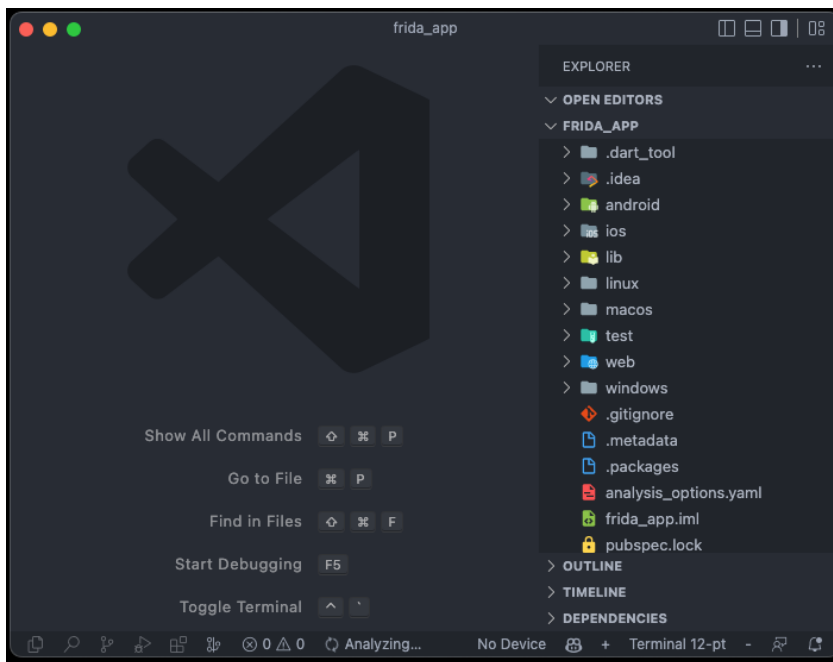 frida_app
EXPLORER
OPEN EDITORS
FRIDA_APP
.dart_tool
.idea
android
ios
lib
linux
macos
test
web
windows
.gitignore
.metadata
.packages
analysis_options.yaml
frida_app.iml
pubspec.lock
OUTLINE
TIMELINE
DEPENDENCIES
Show All Commands ⇧ ⌘ P
Go to File ⌘ P
Find in Files ⇧ ⌘ F
Start Debugging F5
Toggle Terminal ^ `
0 0 Analyzing... No Device + Terminal 12-pt -